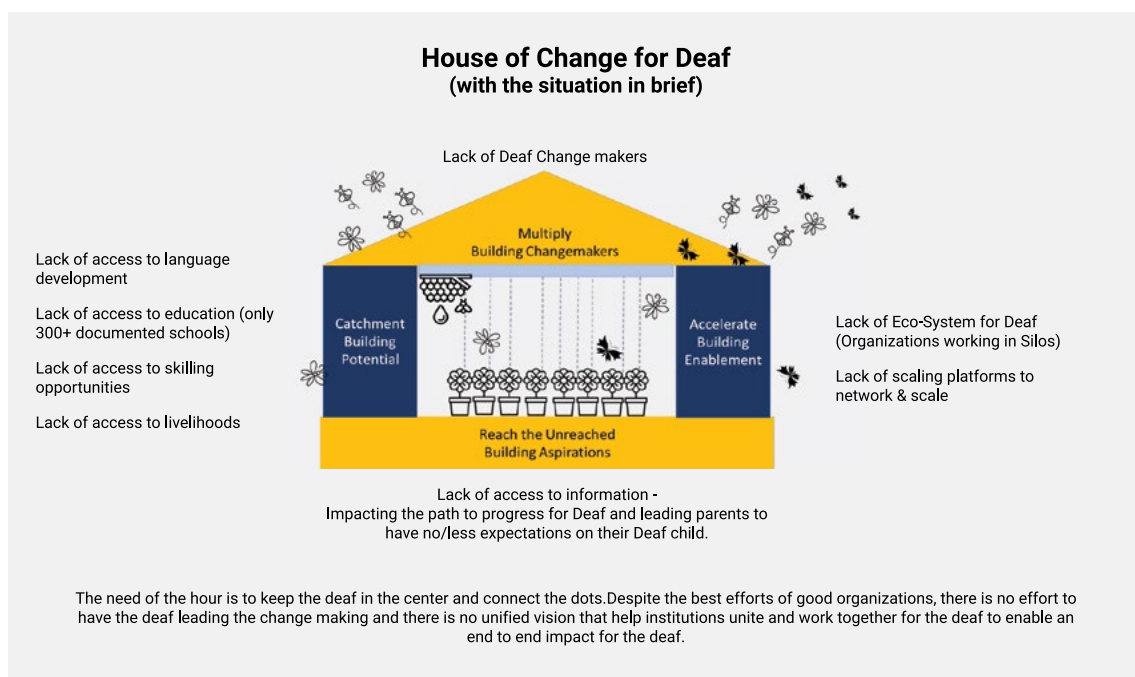 House of Change for Deaf
(with the situation in brief)
Lack of Deaf Change makers
Multiply
Building Changemakers
Lack of access to language
development
Lack of access to education (only
300+ documented schools)
Lack of access to skilling
opportunities
Lack of access to livelihoods
Catchment
Building
Potential
Accelerate
Building
Enablement
Lack of Eco-System for Deaf
(Organizations working in Silos)
Lack of scaling platforms to
network & scale
Reach the Unreached
Building Aspirations
Lack of access to information -
Impacting the path to progress for Deaf and leading parents to
have no/less expectations on their Deaf child.
The need of the hour is to keep the deaf in the center and connect the dots.Despite the best efforts of good organizations, there is no effort to
have the deaf leading the change making and there is no unified vision that help institutions unite and work together for the deaf to enable an
end to end impact for the deaf.